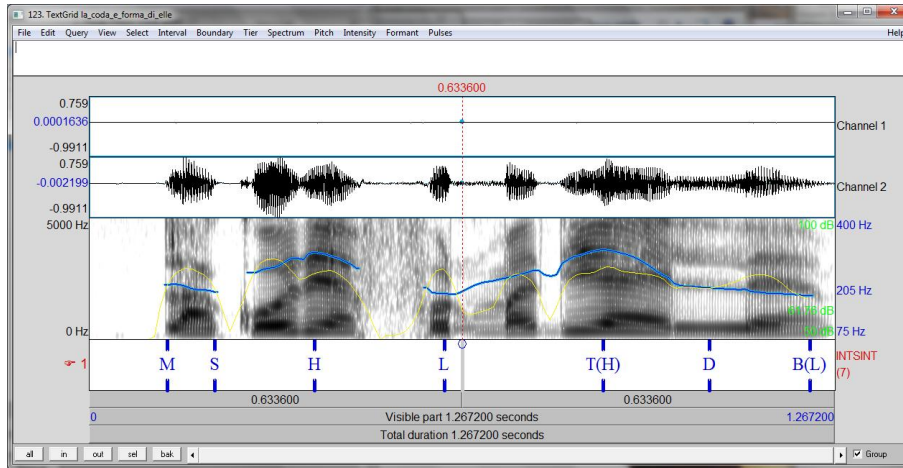 123. TextGrid la_coda_e_forma_di_elle
File Edit Query View Select Interval Boundary Tier Spectrum Pitch Intensity Formant Pulses Help
0.633600
0.759
0.0001636
-0.9911
Channel 1
0.759
-0.002199
-0.9911
Channel 2
5000 Hz
100 dB
400 Hz
205 Hz
0 Hz
75 Hz
1
M S H L T(H) D B(L)
INTSINT
(7)
0.633600 0.633600
0 Visible part 1.267200 seconds 1.267200
Total duration 1.267200 seconds
all in out sel bak Group